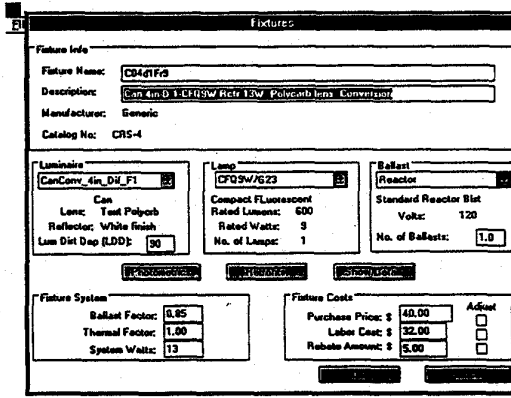 Fixtures
Fixture Info
Fixture Name: C04d1Fr9
Description: Can 4in D 1-CFQ9W Rctr 13W Polycarb lens Conversion
Manufacturer: Generic
Catalog No: CRS-4
Luminaire
CanConv_4in_Dif_F1
Can
Lens: Text Polycarb
Reflector: White finish
Lum Dirt Dep (LDD): 90
Lamp
CFQ9W/G23
Compact FLuorescent
Rated Lumens: 600
Rated Watts: 9
No. of Lamps: 1
Ballast
Reactor
Standard Reactor Blst
Volts: 120
No. of Ballasts: 1.0
Fixture System
Ballast Factor: 0.85
Thermal Factor: 1.00
System Watts: 13
Fixture Costs
Adjust
Purchase Price: $ 40.00
Labor Cost: $ 32.00
Rebate Amount: $ 5.00